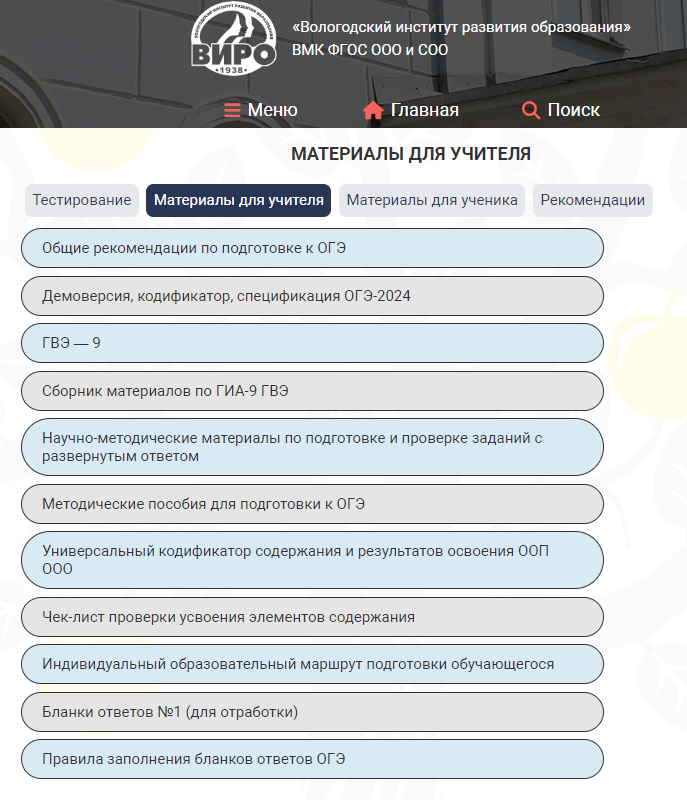 ВОЛОГОДСКИЙ ИНСТИТУТ РАЗВИТИЯ ОБРАЗОВАНИЯ
ВИРО
•1938•
«Вологодский институт развития образования»
ВМК ФГОС ООО и СОО
Меню Главная Поиск
МАТЕРИАЛЫ ДЛЯ УЧИТЕЛЯ
Тестирование Материалы для учителя Материалы для ученика Рекомендации
Общие рекомендации по подготовке к ОГЭ
Демоверсия, кодификатор, спецификация ОГЭ-2024
ГВЭ — 9
Сборник материалов по ГИА-9 ГВЭ
Научно-методические материалы по подготовке и проверке заданий с
развернутым ответом
Методические пособия для подготовки к ОГЭ
Универсальный кодификатор содержания и результатов освоения ООП
ООО
Чек-лист проверки усвоения элементов содержания
Индивидуальный образовательный маршрут подготовки обучающегося
Бланки ответов №1 (для отработки)
Правила заполнения бланков ответов ОГЭ